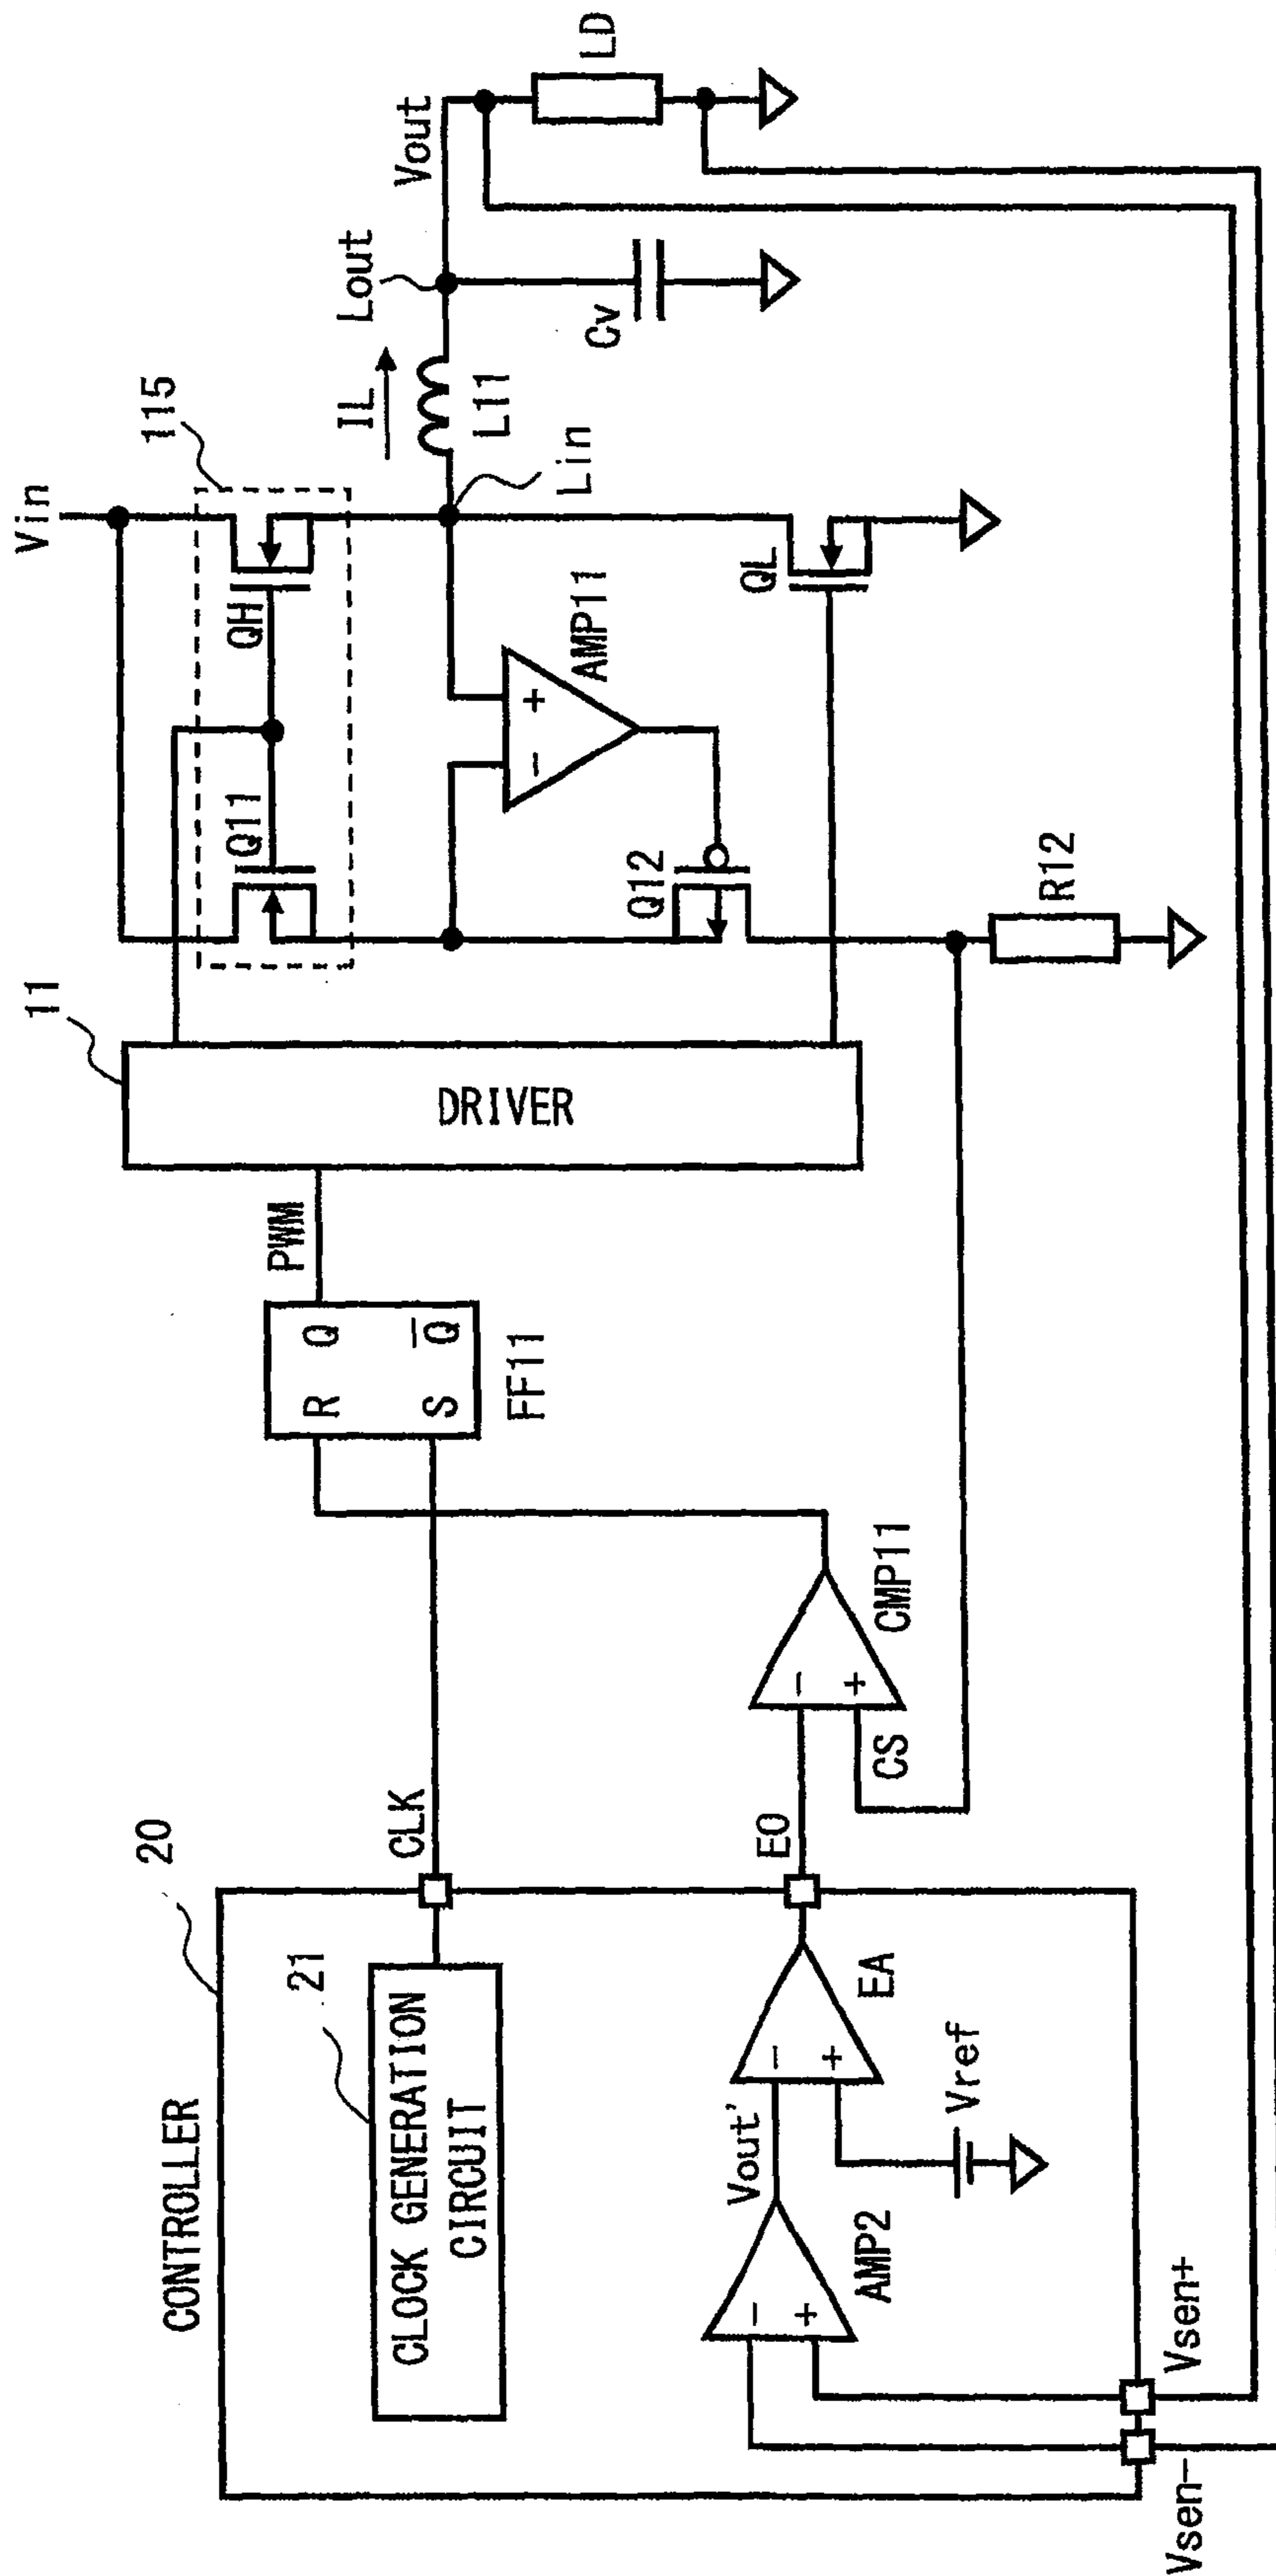 CONTROLLER
20
CLOCK GENERATION
CIRCUIT
21
CLK
Vout'
AMP2
-
+
Vref
-
+
EA
EO
Vsen-
Vsen+
CS
-
+
CMP11
R Q
S Q̅
FF11
PWM
11
DRIVER
Vin
115
Q11
QH
-
+
AMP11
Q12
R12
QL
Lin
IL
L11
Lout
Cv
Vout
LD